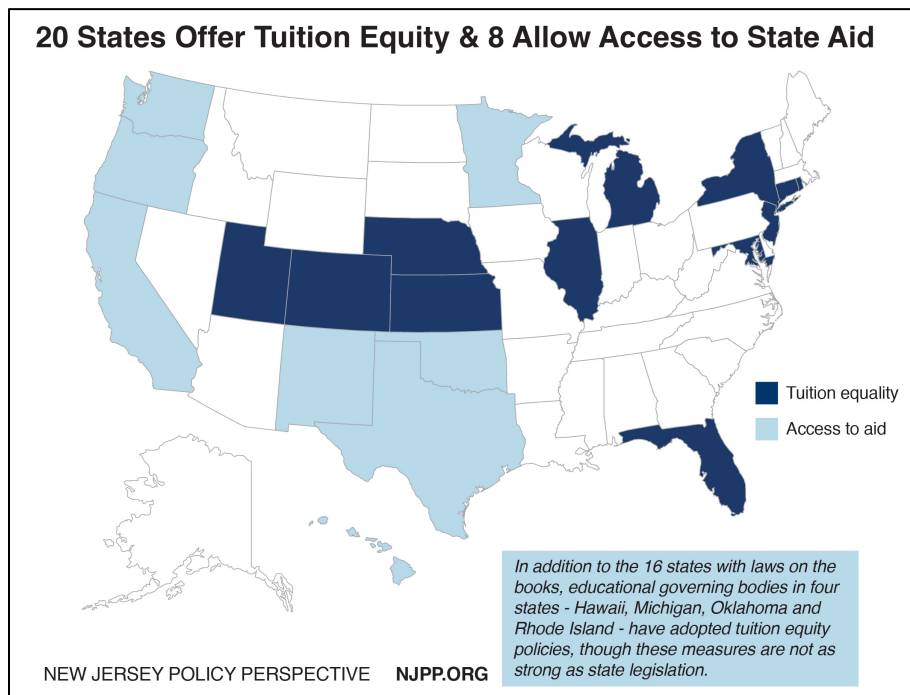 20 States Offer Tuition Equity & 8 Allow Access to State Aid
Tuition equality
Access to aid
In addition to the 16 states with laws on the
books, educational governing bodies in four
states - Hawaii, Michigan, Oklahoma and
Rhode Island - have adopted tuition equity
policies, though these measures are not as
strong as state legislation.
NEW JERSEY POLICY PERSPECTIVE NJPP.ORG